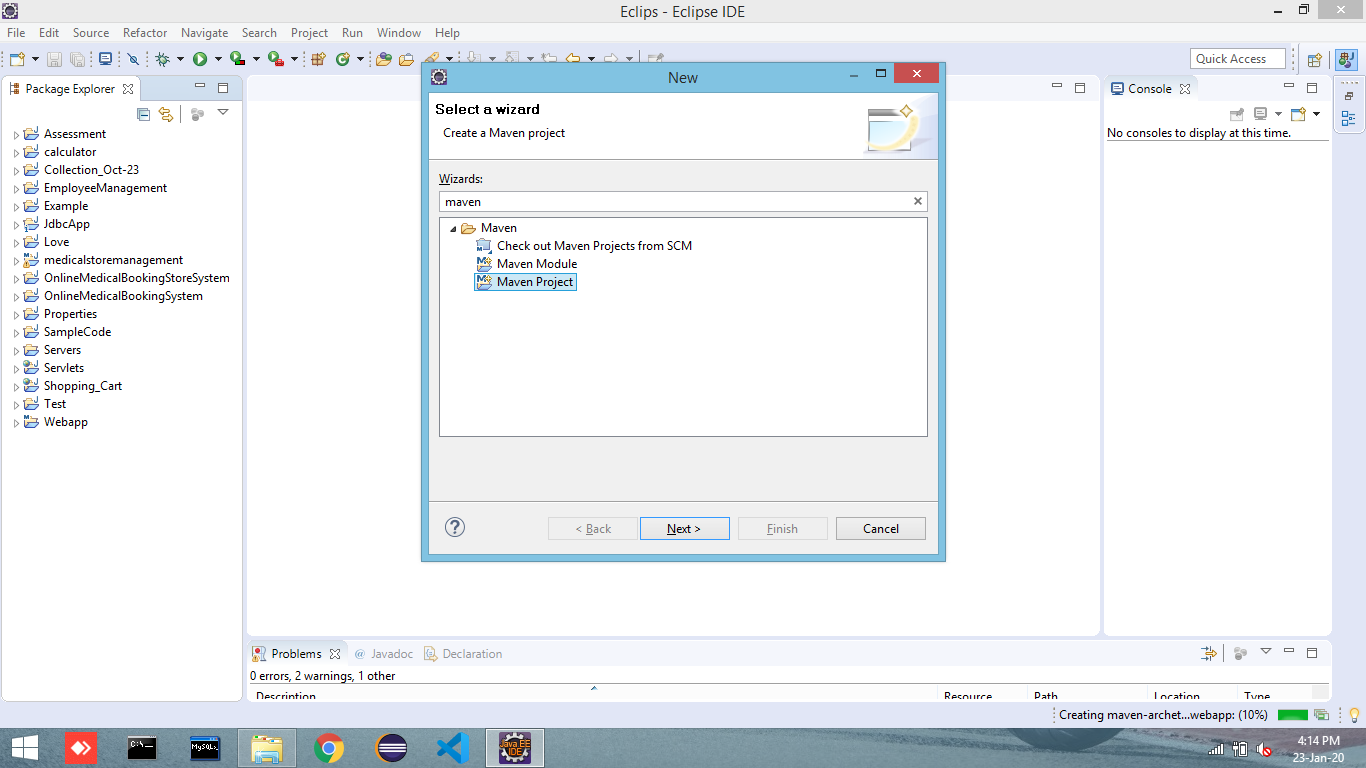 Eclips - Eclipse IDE
File Edit Source Refactor Navigate Search Project Run Window Help
Quick Access
Package Explorer
Assessment
calculator
Collection_Oct-23
EmployeeManagement
Example
JdbcApp
Love
medicalstoremanagement
OnlineMedicalBookingStoreSystem
OnlineMedicalBookingSystem
Properties
SampleCode
Servers
Servlets
Shopping_Cart
Test
Webapp
New
Select a wizard
Create a Maven project
Wizards:
maven
Maven
Check out Maven Projects from SCM
Maven Module
Maven Project
< Back Next > Finish Cancel
Console
No consoles to display at this time.
Problems @ Javadoc Declaration
0 errors, 2 warnings, 1 other
Description Resource Path Location Type
Creating maven-archet...webapp: (10%)
C:\_
MySQL
Java EE
IDE
4:14 PM
23-Jan-20